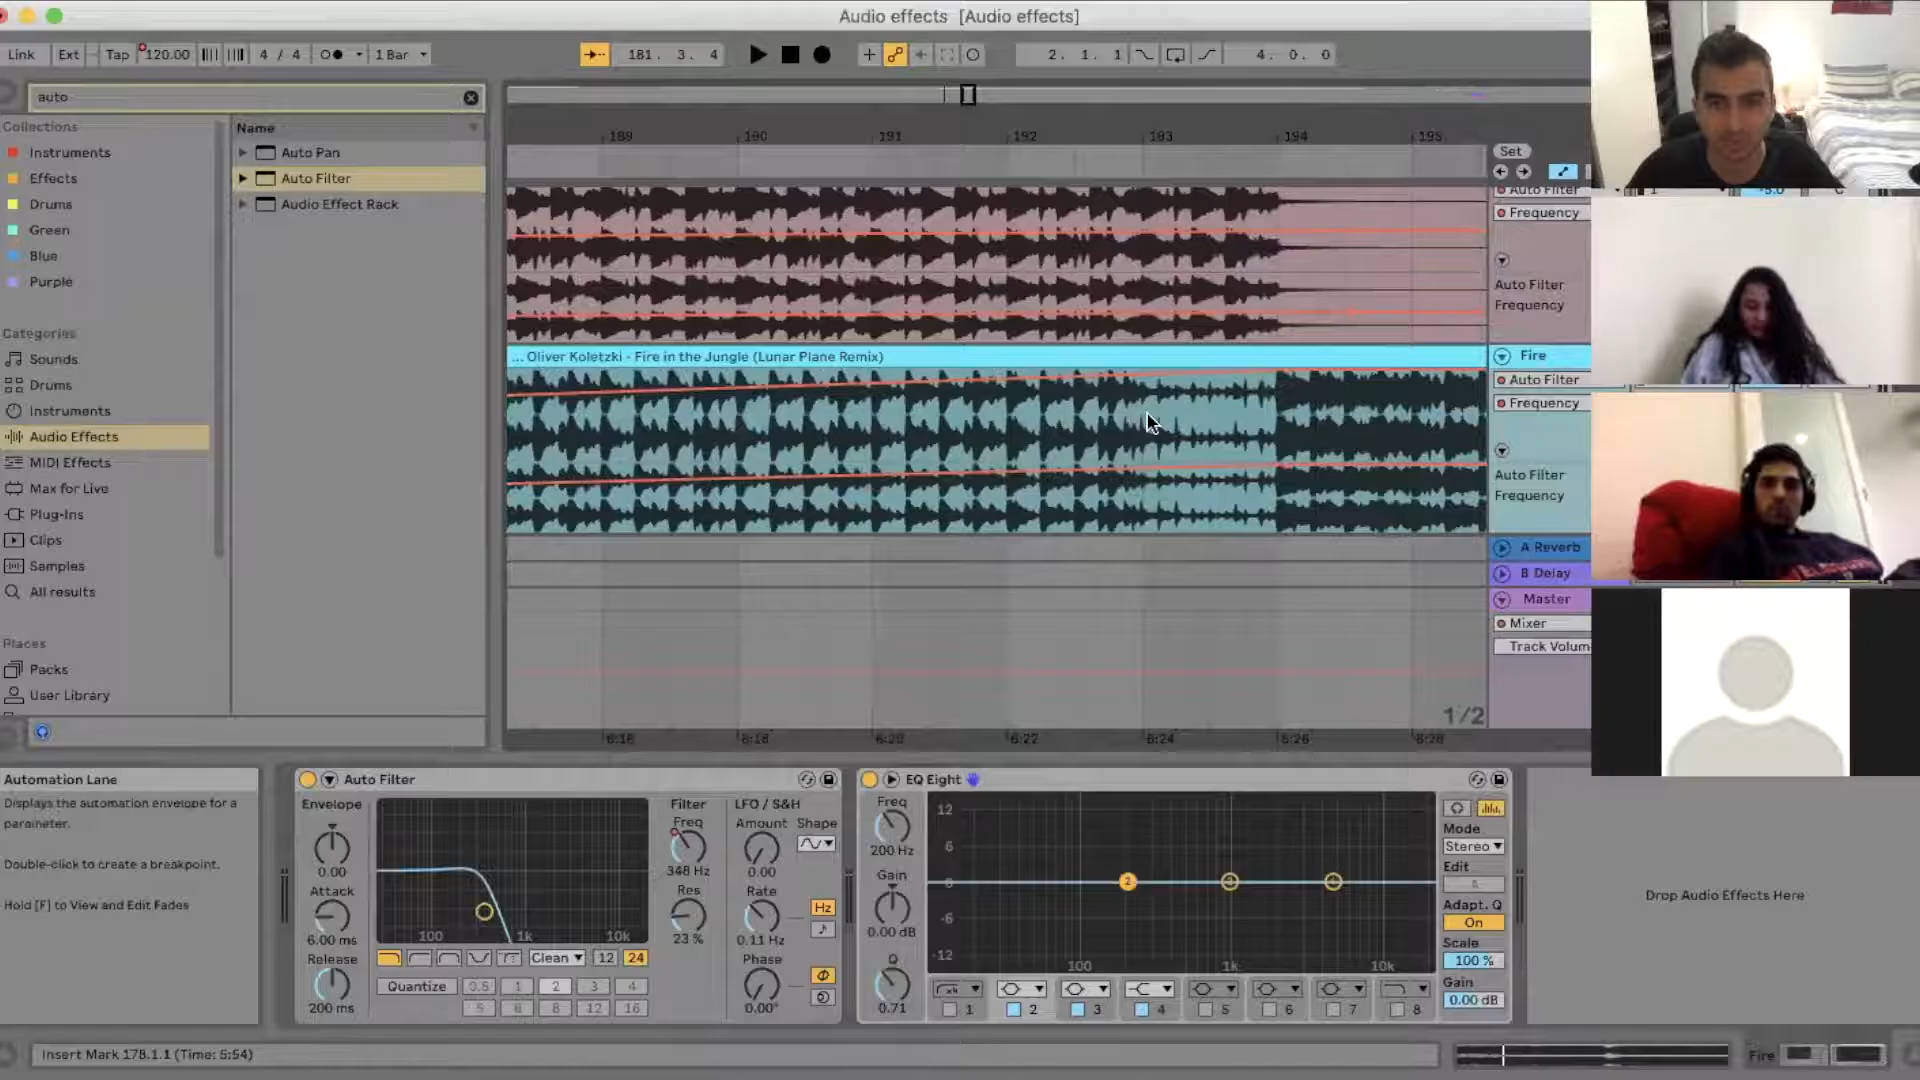 Audio effects [Audio effects]
Link Ext Tap 120.00 4 / 4 1 Bar 181. 3. 4 2. 1. 1 4. 0. 0
auto
Collections
Instruments
Effects
Drums
Green
Blue
Purple
Categories
Sounds
Drums
Instruments
Audio Effects
MIDI Effects
Max for Live
Plug-Ins
Clips
Samples
All results
Places
Packs
User Library
Name
Auto Pan
Auto Filter
Audio Effect Rack
189 190 191 192 193 194 195
Set
Auto Filter
Frequency
Auto Filter
Frequency
... Oliver Koletzki - Fire in the Jungle (Lunar Plane Remix)
Fire
Auto Filter
Frequency
Auto Filter
Frequency
A Reverb
B Delay
Master
Mixer
Track Volum
1/2
6:16 6:18 6:20 6:22 6:24 6:26 6:28
Automation Lane
Displays the automation envelope for a
parameter.
Double-click to create a breakpoint.
Hold [F] to View and Edit Fades
Auto Filter
Envelope
0.00
Attack
6.00 ms
Release
200 ms
100 1k 10k
Clean 12 24
Quantize 0.5 1 2 3 4
5 6 8 12 16
Filter
Freq
348 Hz
Res
23 %
LFO / S&H
Amount Shape
0.00
Rate
Hz
0.11 Hz
Phase
0.00°
EQ Eight
Freq
200 Hz
Gain
0.00 dB
Q
0.71
12
6
0
-6
-12
2 3 4
100 1k 10k
1 2 3 4 5 6 7 8
Mode
Stereo
Edit
A
Adapt. Q
On
Scale
100 %
Gain
0.00 dB
Drop Audio Effects Here
Insert Mark 178.1.1 (Time: 5:54)
Fire